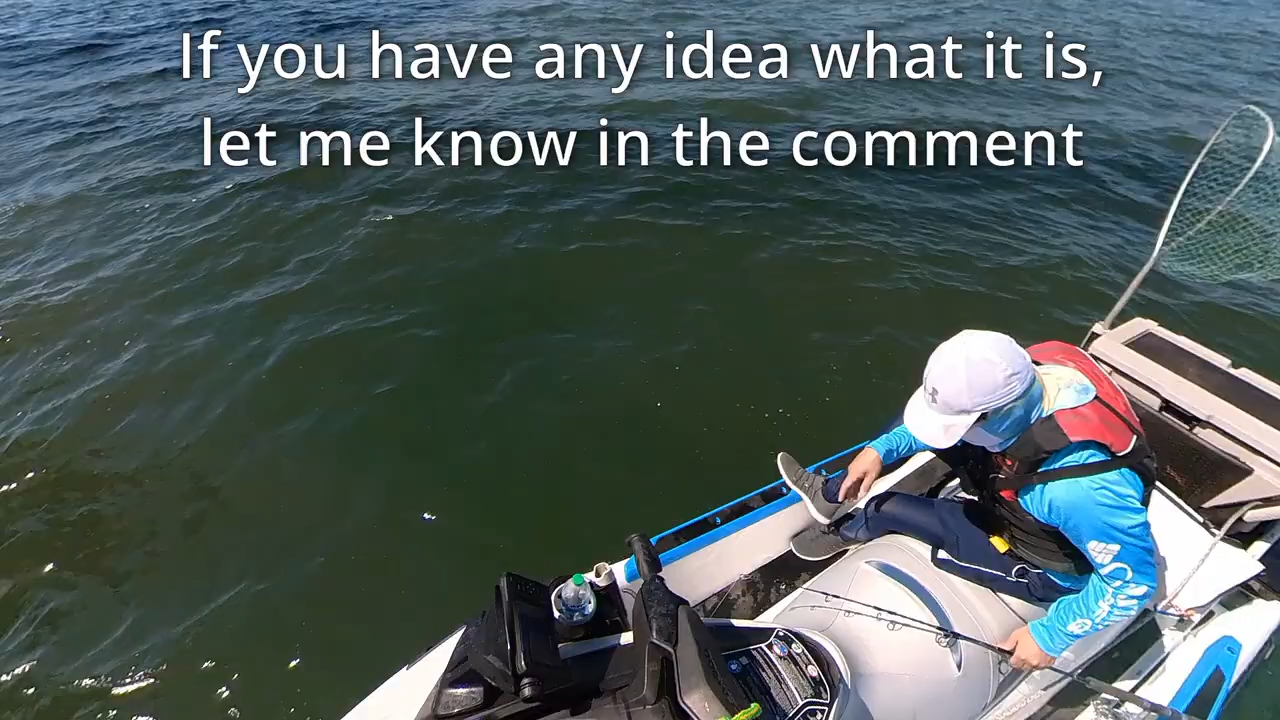 If you have any idea what it is,
let me know in the comment